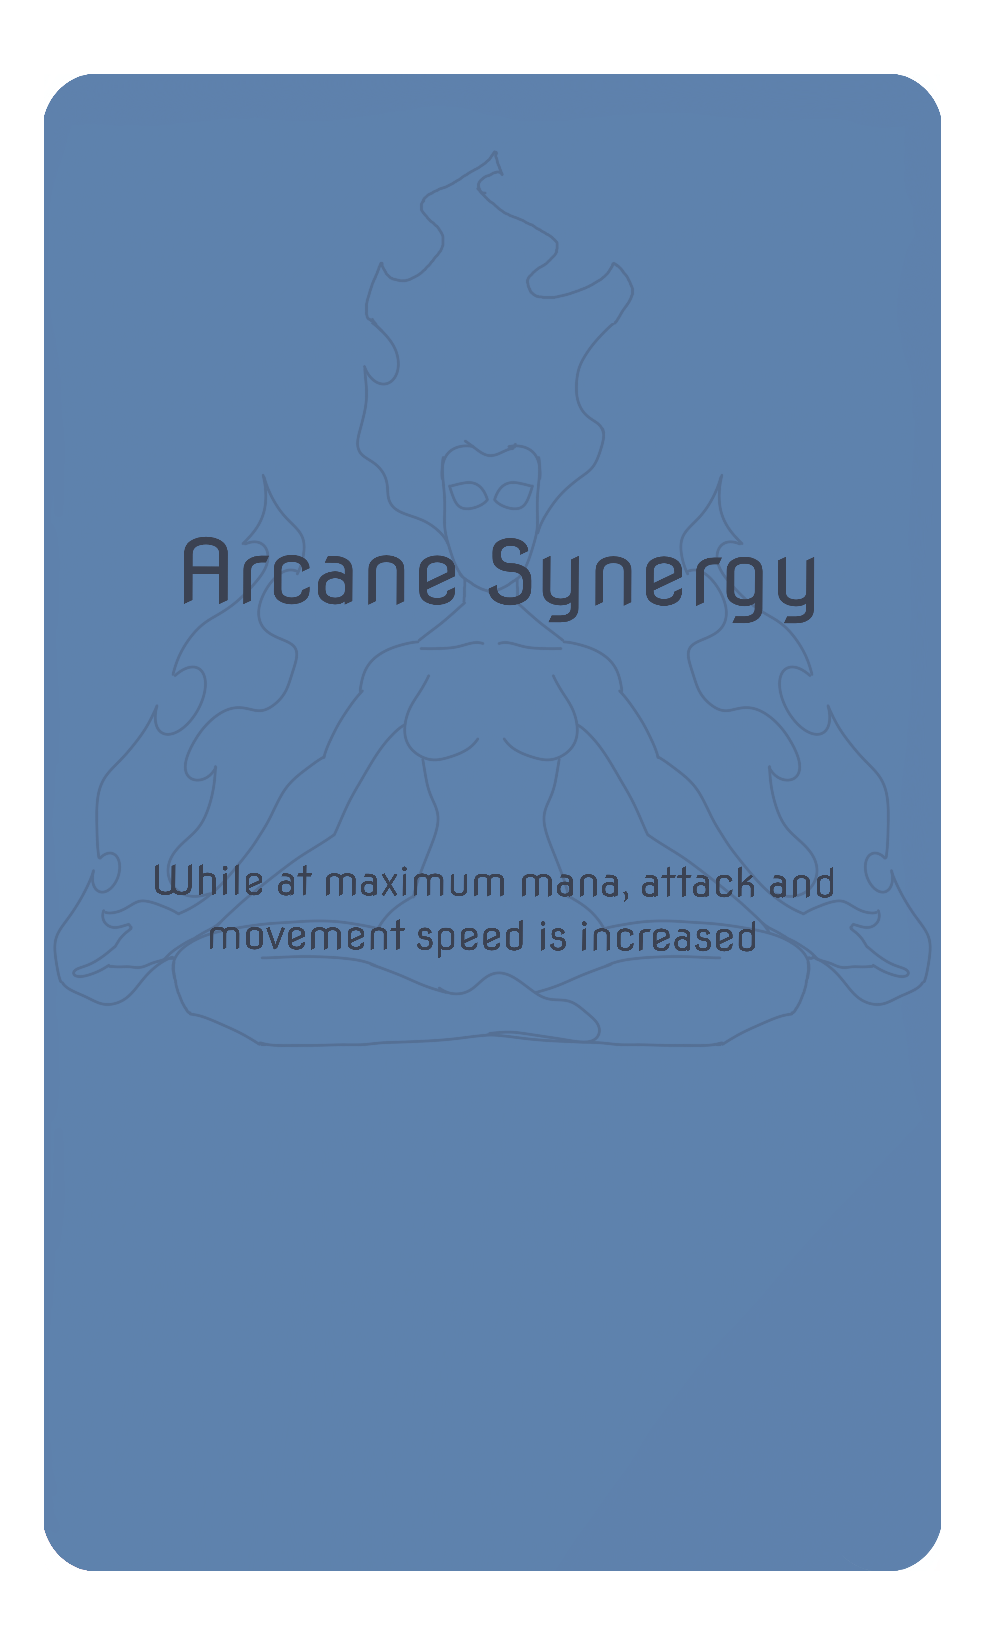 Arcane Synergy
While at maximum mana, attack and
movement speed is increased